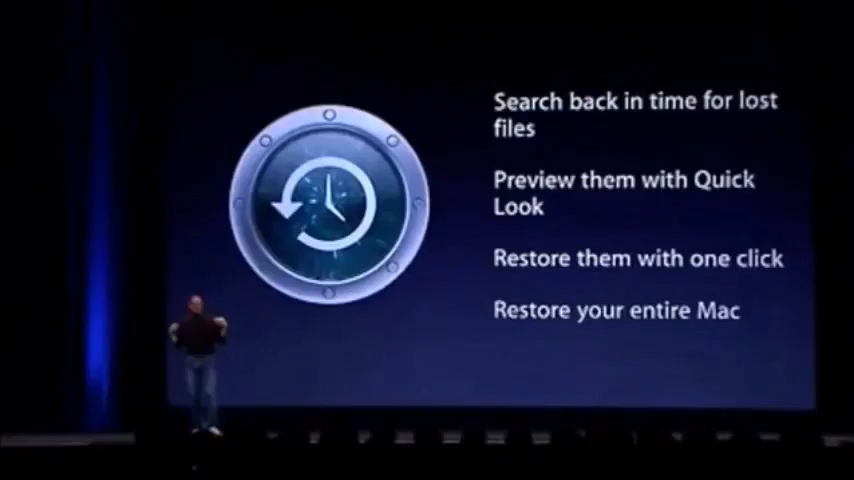 Search back in time for lost
files
Preview them with Quick
Look
Restore them with one click
Restore your entire Mac